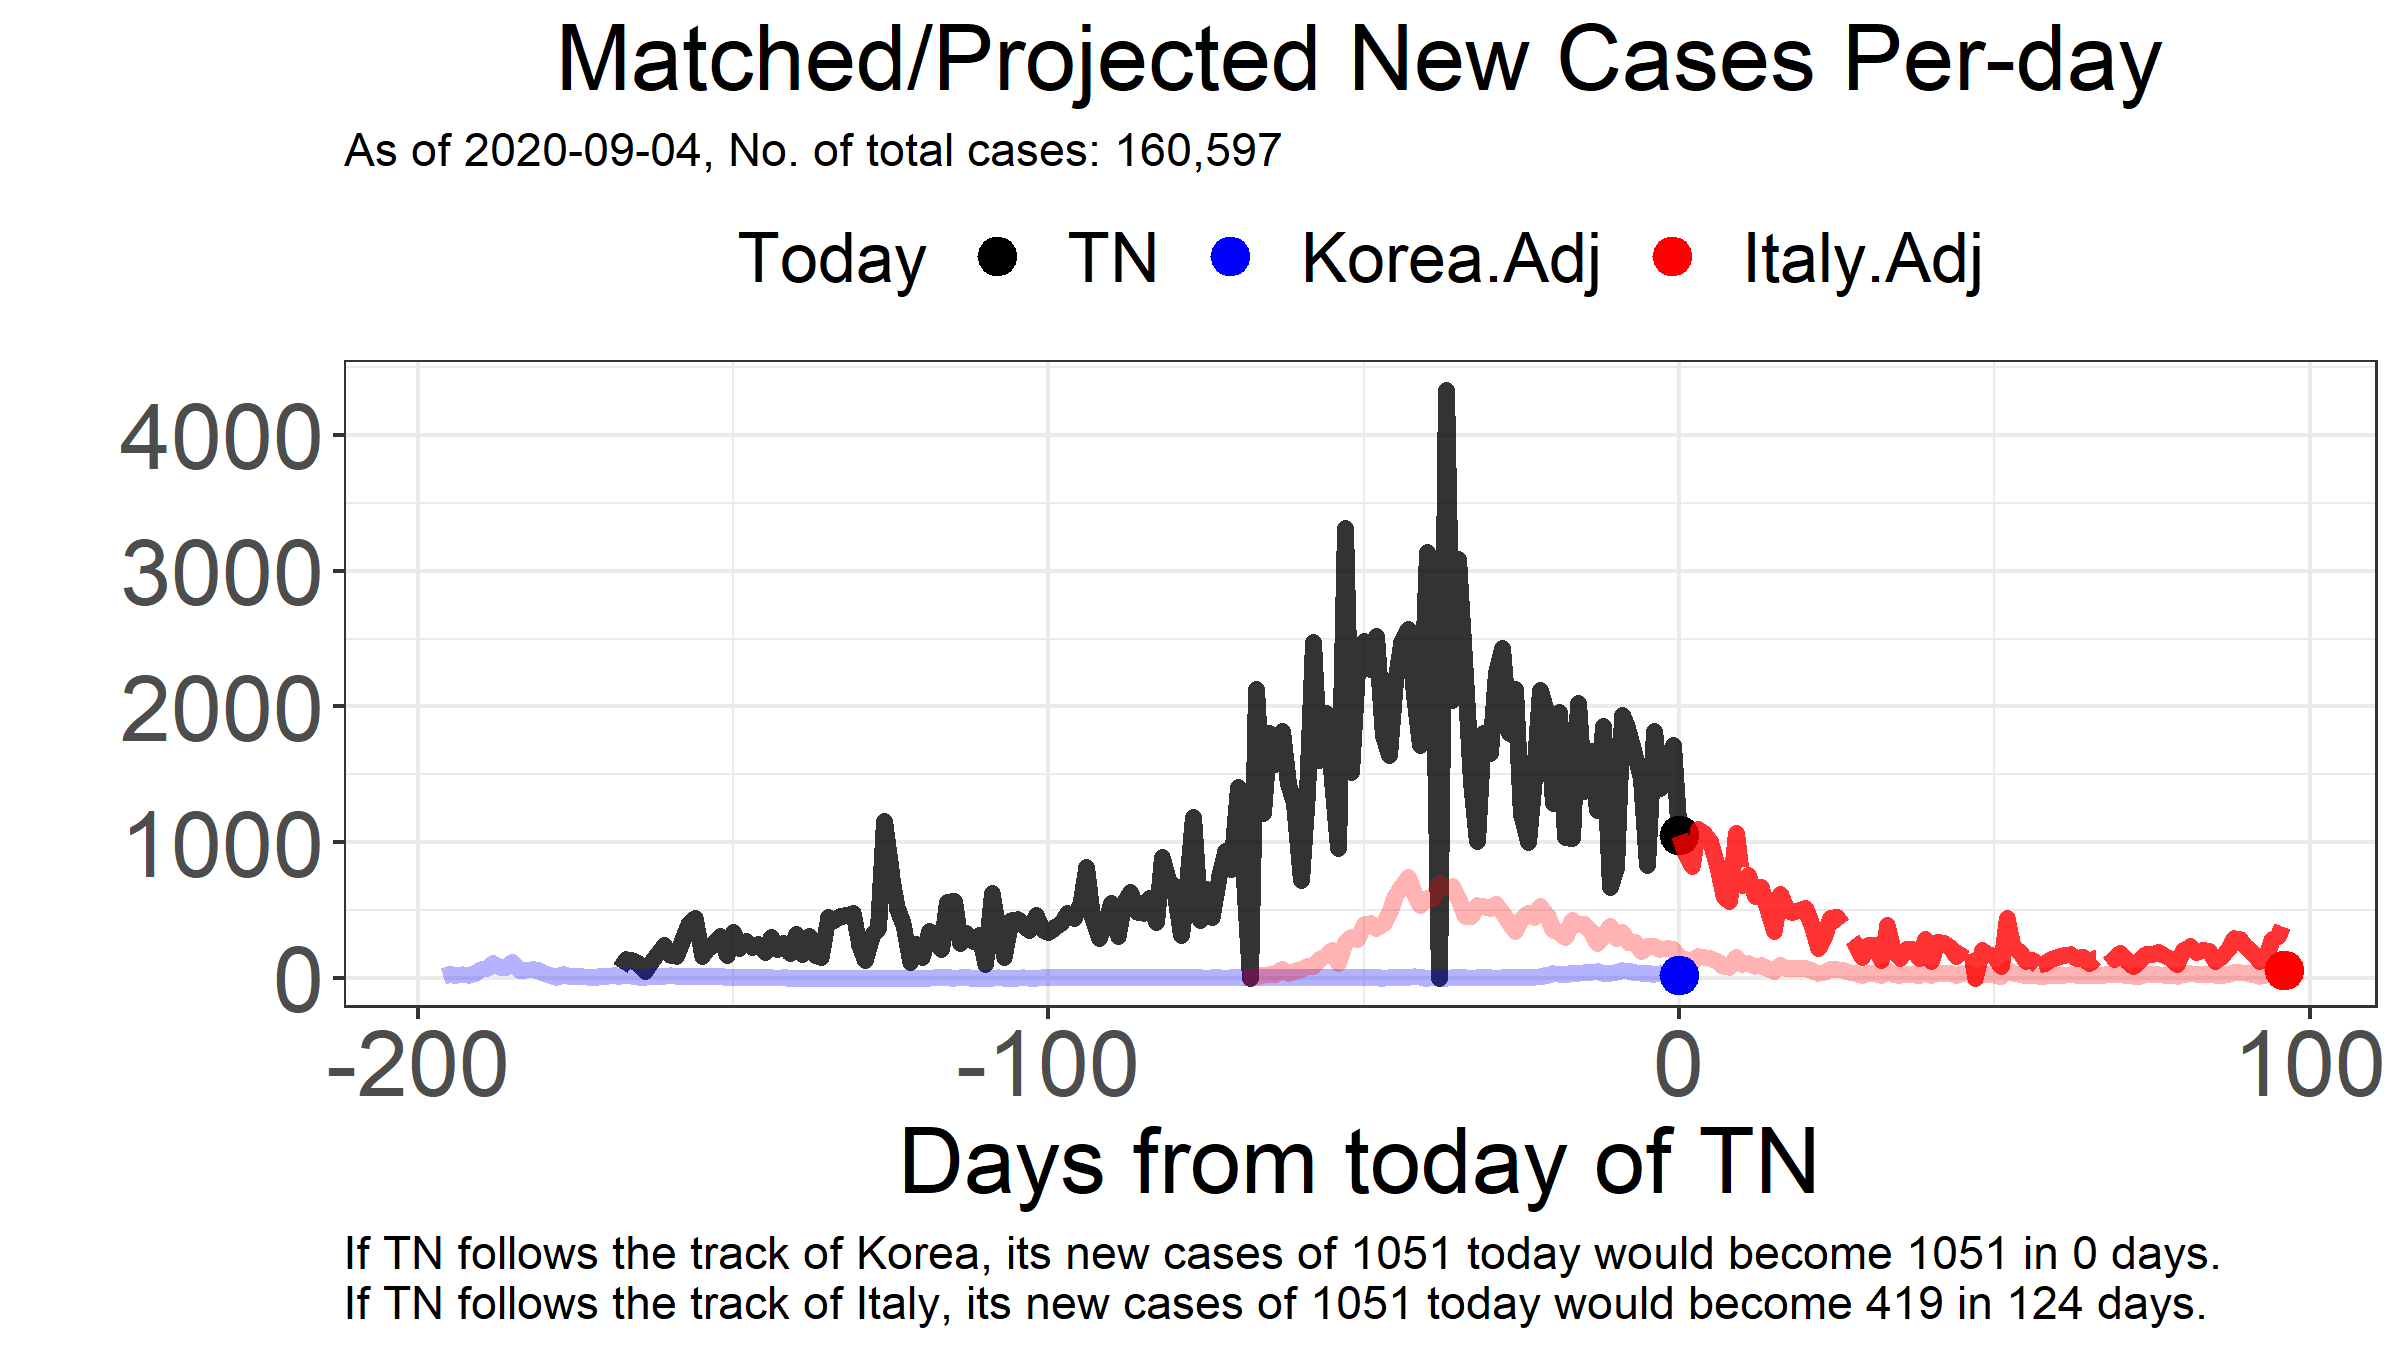 Matched/Projected New Cases Per-day
As of 2020-09-04, No. of total cases: 160,597
Today TN Korea.Adj Italy.Adj
4000
3000
2000
1000
0
-200 -100 0 100
Days from today of TN
If TN follows the track of Korea, its new cases of 1051 today would become 1051 in 0 days.
If TN follows the track of Italy, its new cases of 1051 today would become 419 in 124 days.